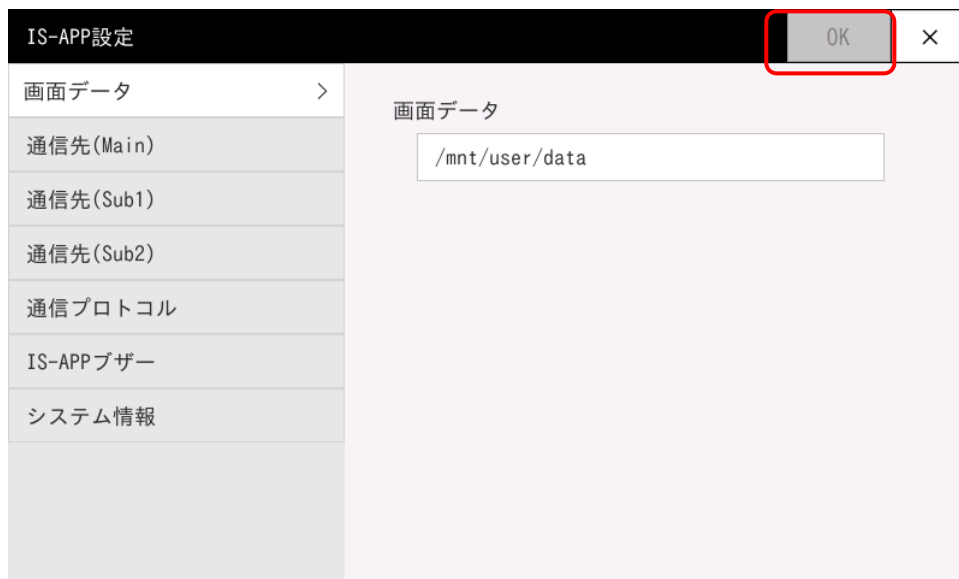 IS-APP設定
OK
×
画面データ
>
通信先(Main)
通信先(Sub1)
通信先(Sub2)
通信プロトコル
IS-APPブザー
システム情報
画面データ
/mnt/user/data